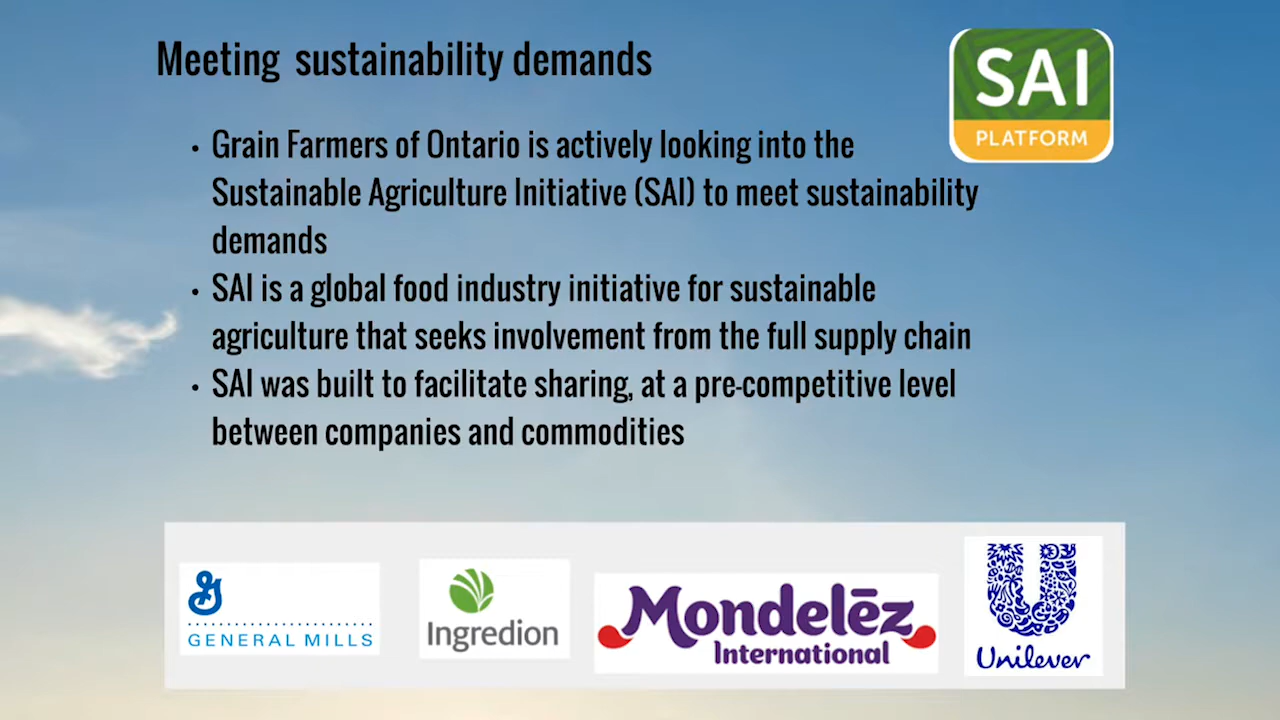 Meeting sustainability demands
SAI
PLATFORM
• Grain Farmers of Ontario is actively looking into the
Sustainable Agriculture Initiative (SAI) to meet sustainability
demands
• SAI is a global food industry initiative for sustainable
agriculture that seeks involvement from the full supply chain
• SAI was built to facilitate sharing, at a pre-competitive level
between companies and commodities
G
GENERAL MILLS
Ingredion
Mondelēz
International
U
Unilever